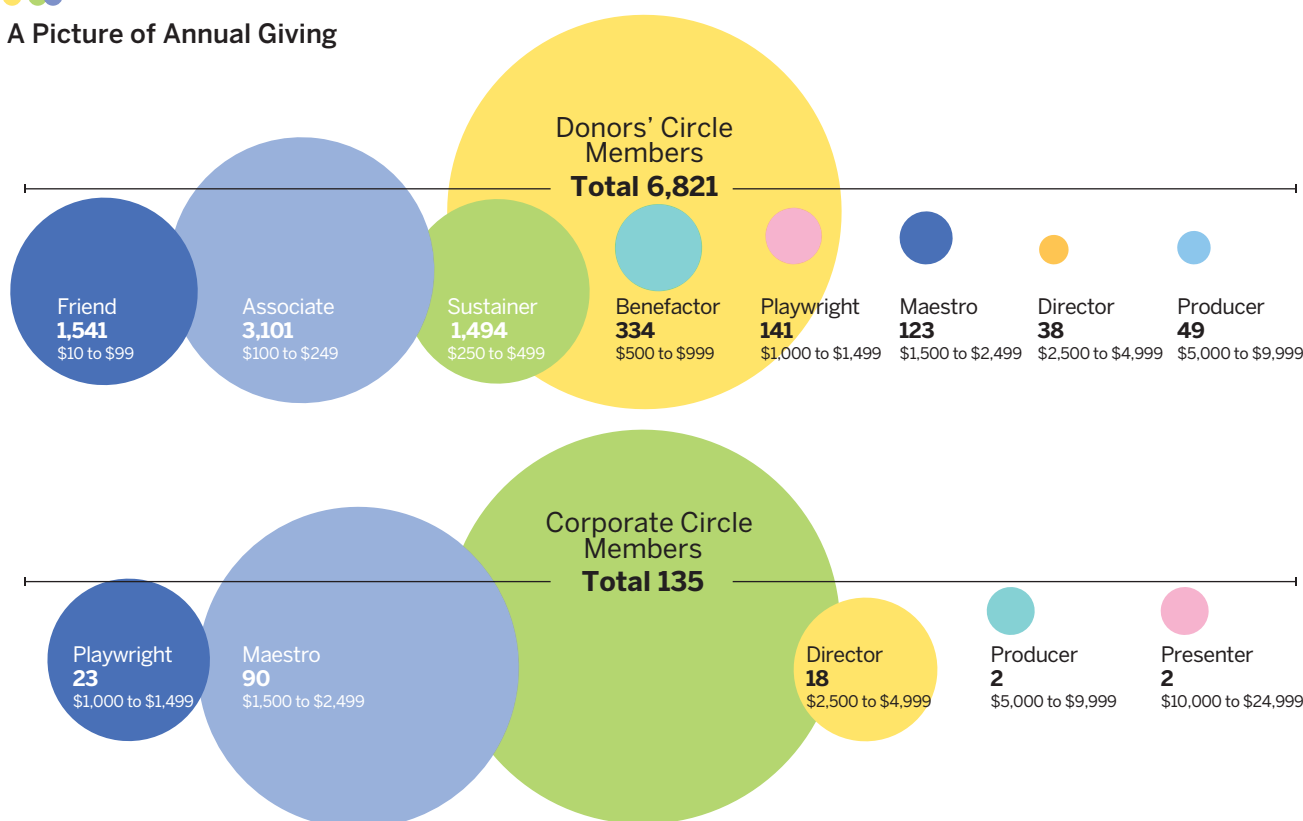 A Picture of Annual Giving
Donors’ Circle
Members
Total 6,821
Friend
1,541
$10 to $99
Associate
3,101
$100 to $249
Sustainer
1,494
$250 to $499
Benefactor
334
$500 to $999
Playwright
141
$1,000 to $1,499
Maestro
123
$1,500 to $2,499
Director
38
$2,500 to $4,999
Producer
49
$5,000 to $9,999
Corporate Circle
Members
Total 135
Playwright
23
$1,000 to $1,499
Maestro
90
$1,500 to $2,499
Director
18
$2,500 to $4,999
Producer
2
$5,000 to $9,999
Presenter
2
$10,000 to $24,999